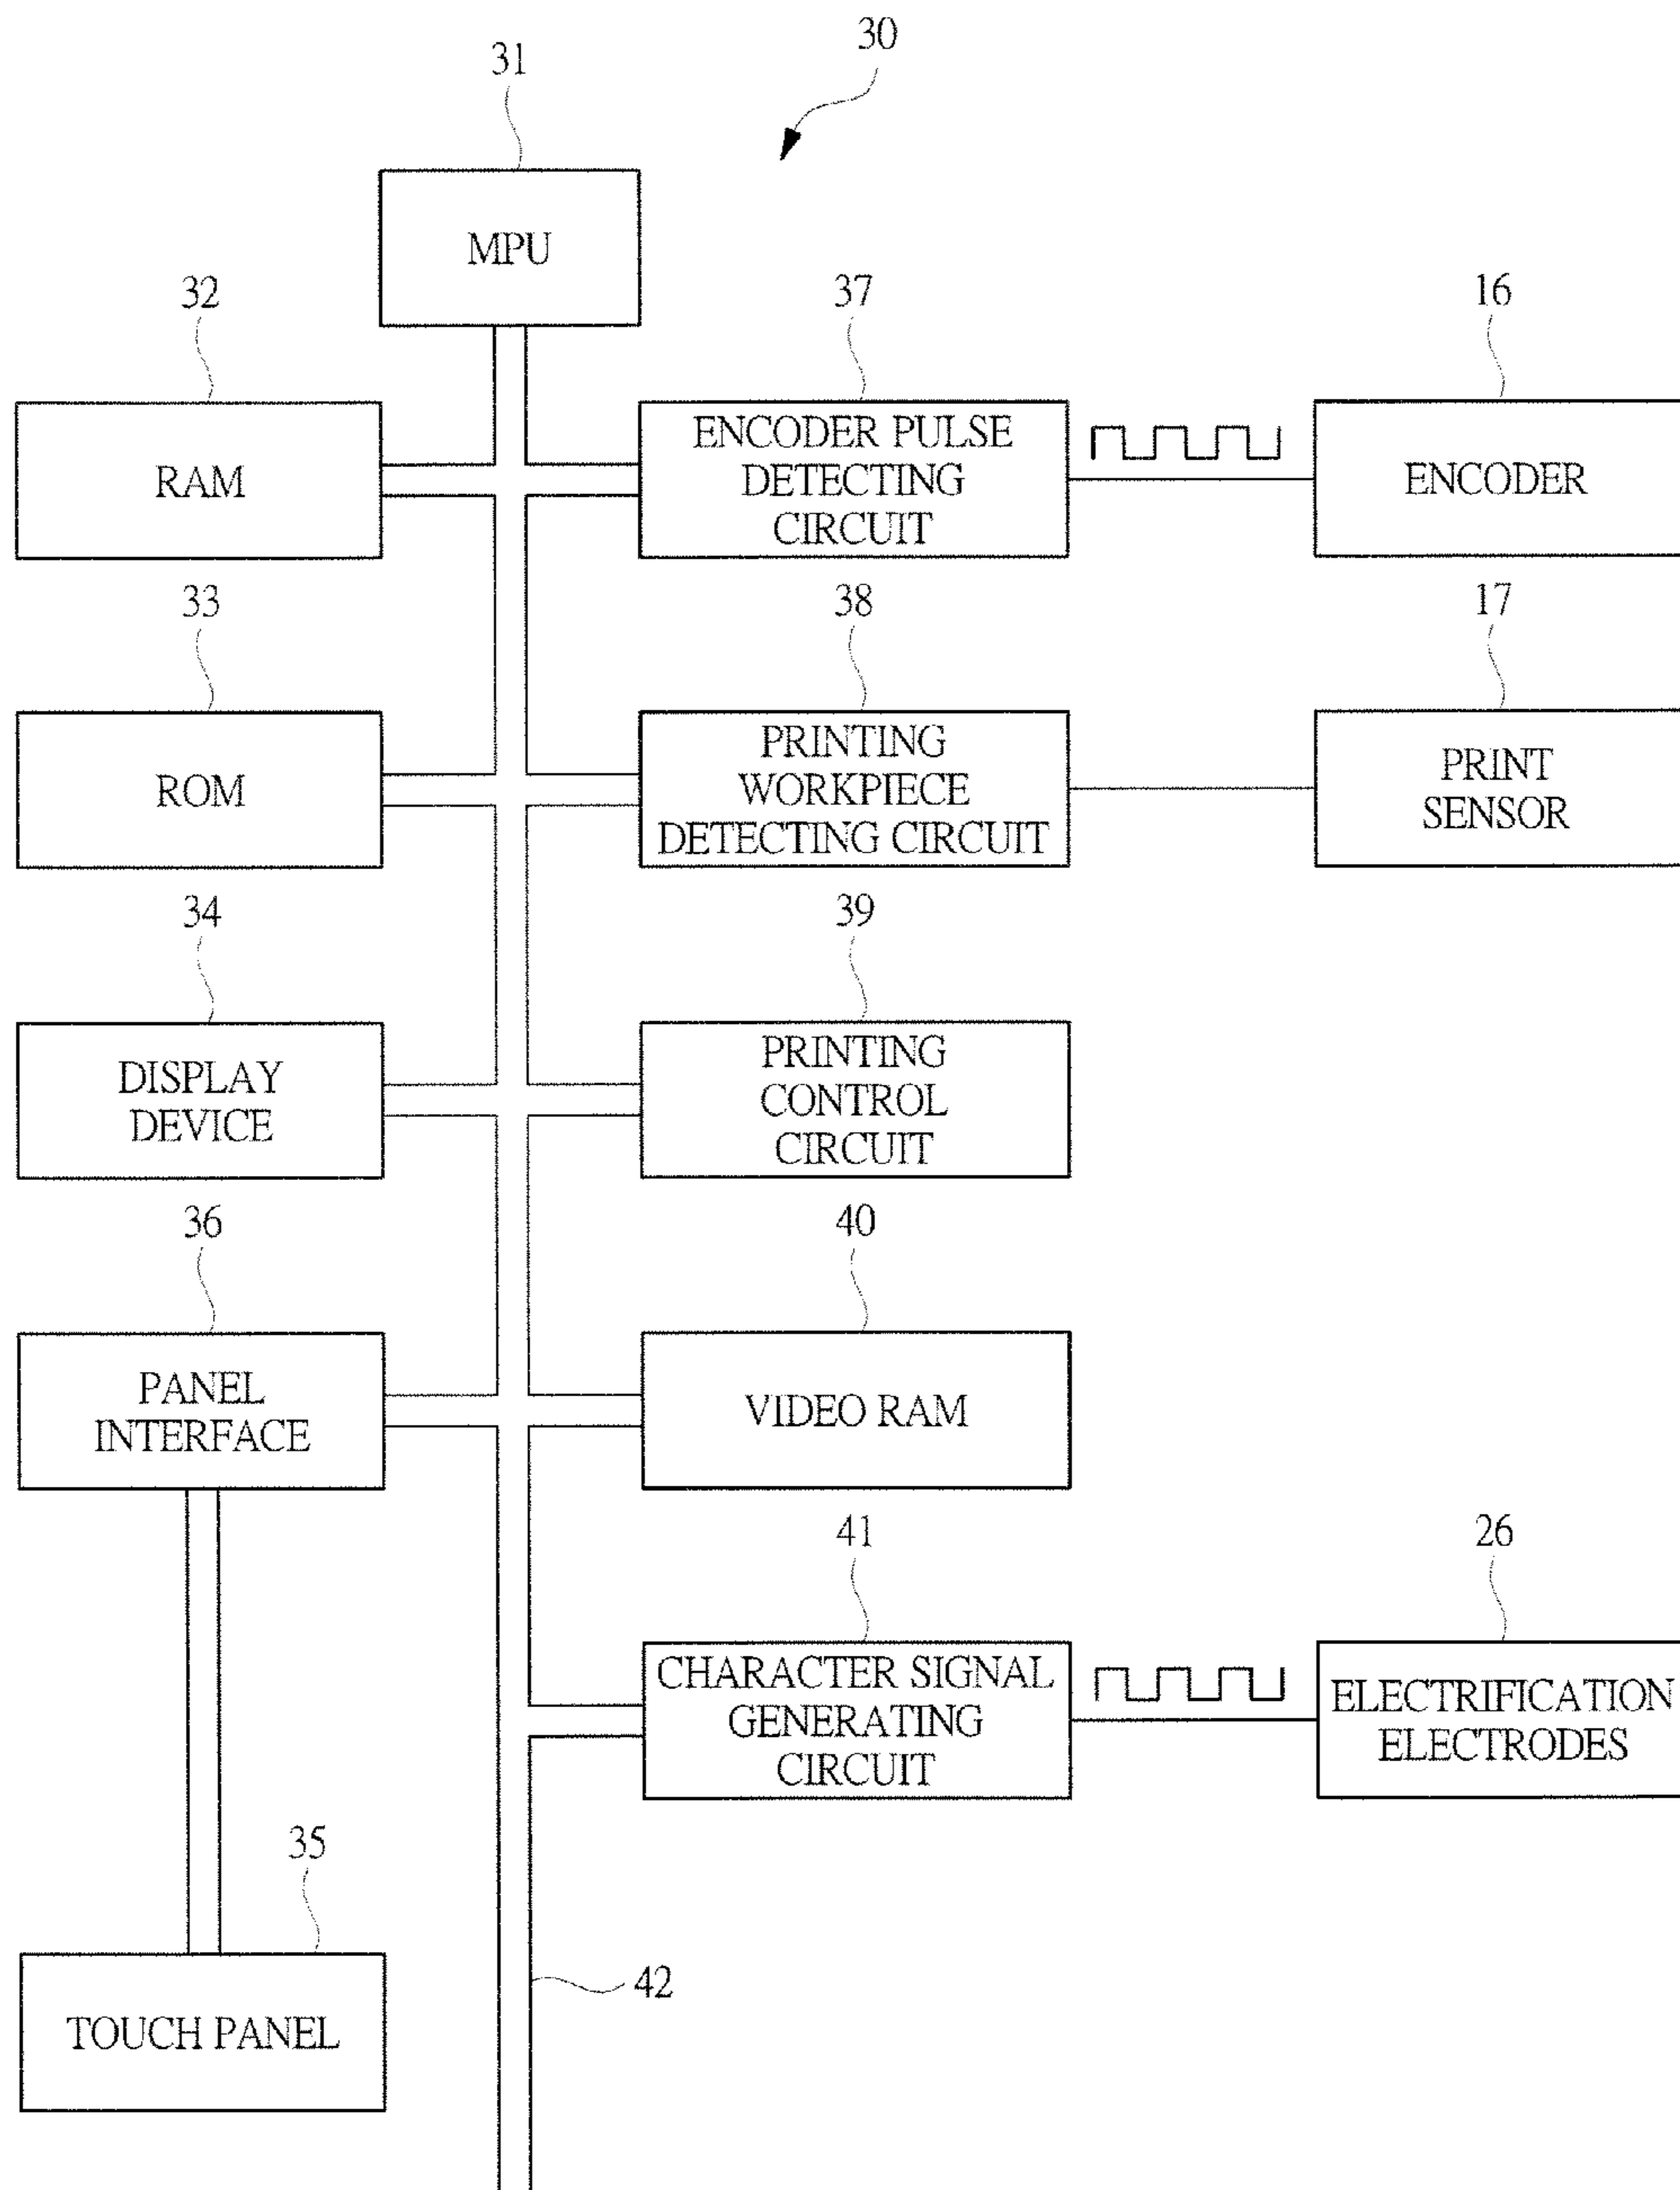 30
31
MPU
32
37
16
RAM
ENCODER PULSE
DETECTING
CIRCUIT
ENCODER
33
38
17
ROM
PRINTING
WORKPIECE
DETECTING CIRCUIT
PRINT
SENSOR
34
39
DISPLAY
DEVICE
PRINTING
CONTROL
CIRCUIT
36
40
PANEL
INTERFACE
VIDEO RAM
41
26
CHARACTER SIGNAL
GENERATING
CIRCUIT
ELECTRIFICATION
ELECTRODES
35
TOUCH PANEL
42